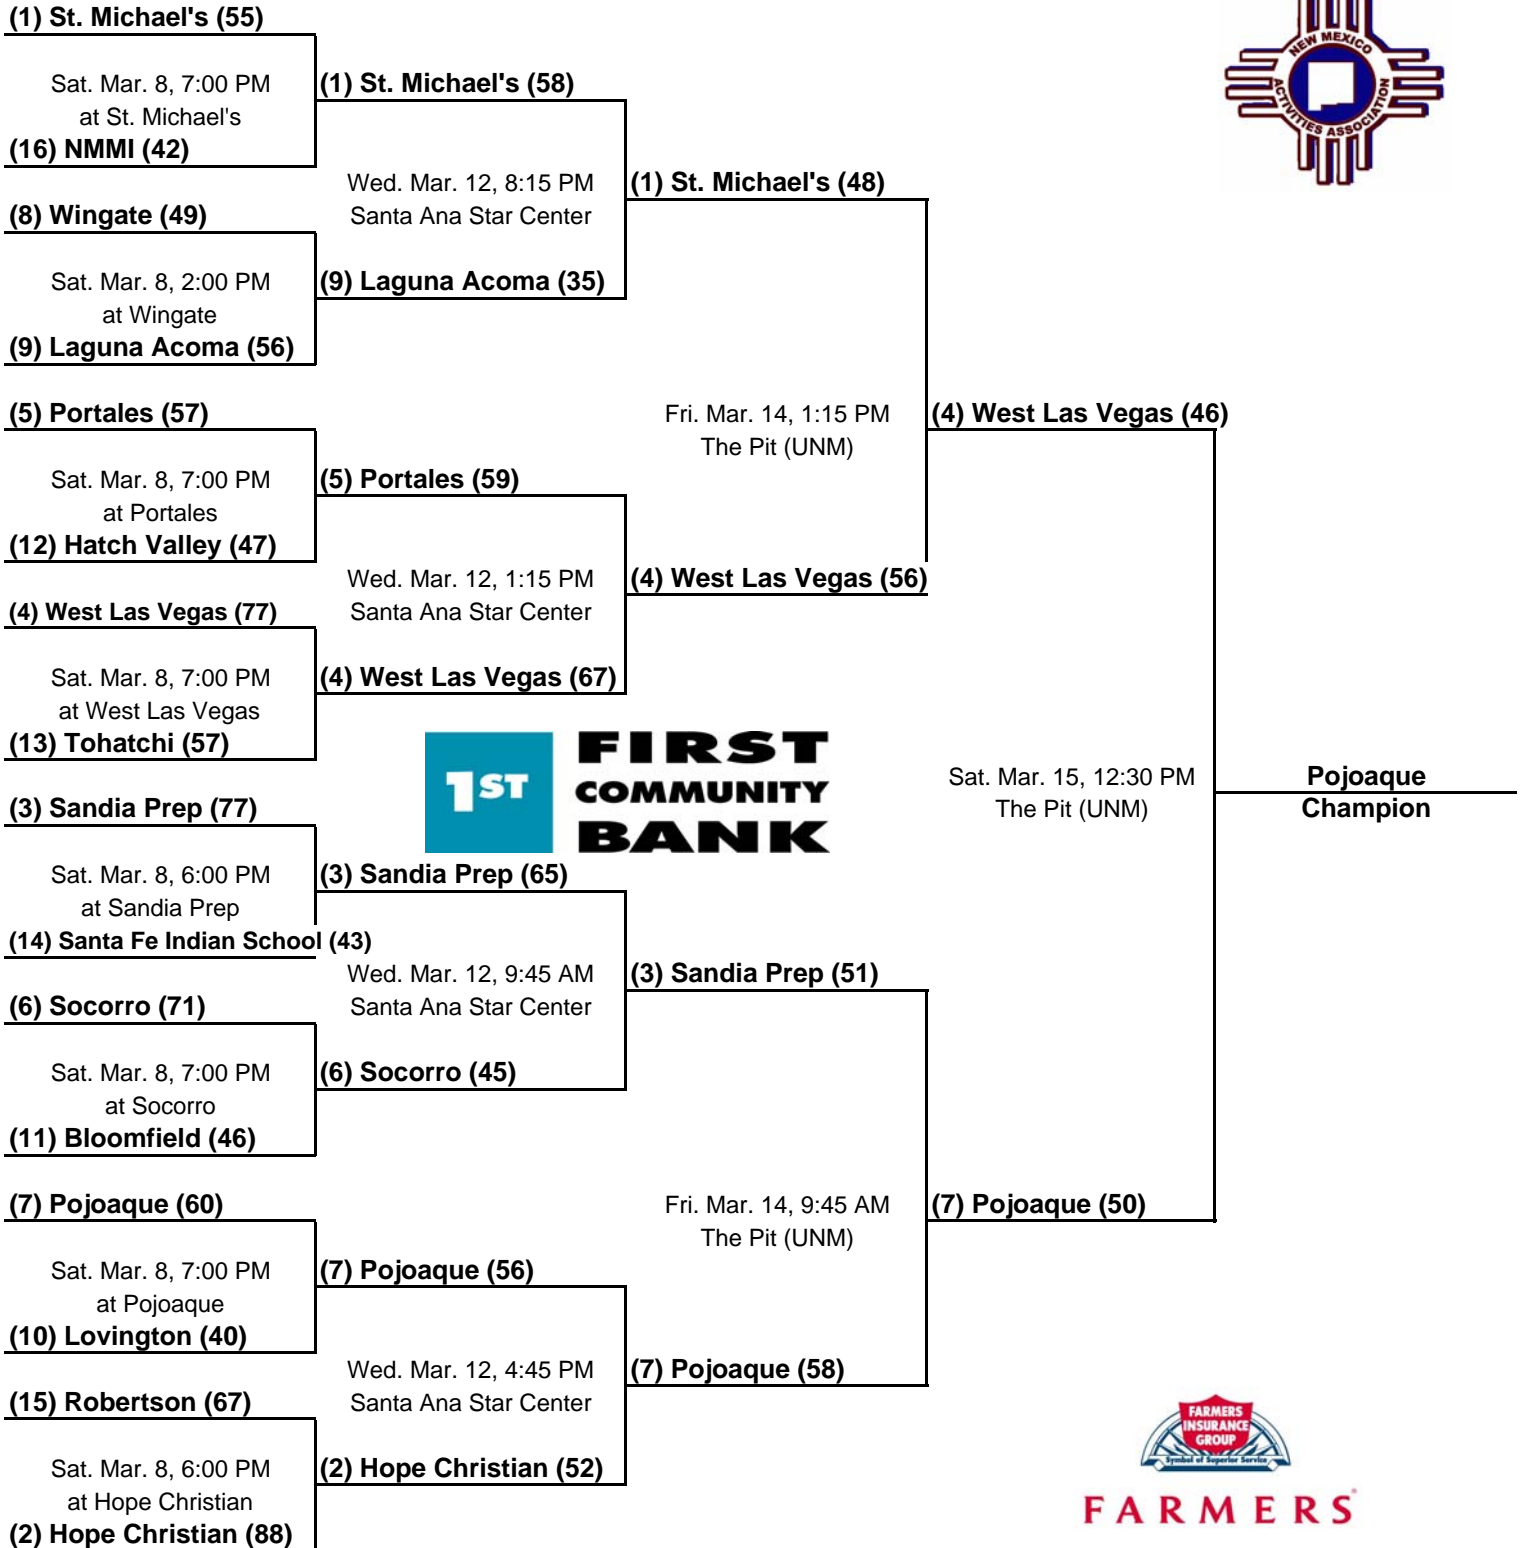 (1) St. Michael's (55)
Sat. Mar. 8, 7:00 PM
at St. Michael's
(16) NMMI (42)
(8) Wingate (49)
Sat. Mar. 8, 2:00 PM
at Wingate
(9) Laguna Acoma (56)
(5) Portales (57)
Sat. Mar. 8, 7:00 PM
at Portales
(12) Hatch Valley (47)
(4) West Las Vegas (77)
Sat. Mar. 8, 7:00 PM
at West Las Vegas
(13) Tohatchi (57)
(3) Sandia Prep (77)
Sat. Mar. 8, 6:00 PM
at Sandia Prep
(14) Santa Fe Indian School (43)
(6) Socorro (71)
Sat. Mar. 8, 7:00 PM
at Socorro
(11) Bloomfield (46)
(7) Pojoaque (60)
Sat. Mar. 8, 7:00 PM
at Pojoaque
(10) Lovington (40)
(15) Robertson (67)
Sat. Mar. 8, 6:00 PM
at Hope Christian
(2) Hope Christian (88)
(1) St. Michael's (58)
Wed. Mar. 12, 8:15 PM
Santa Ana Star Center
(9) Laguna Acoma (35)
(5) Portales (59)
Wed. Mar. 12, 1:15 PM
Santa Ana Star Center
(4) West Las Vegas (67)
1ST
FIRST
COMMUNITY
BANK
(3) Sandia Prep (65)
Wed. Mar. 12, 9:45 AM
Santa Ana Star Center
(6) Socorro (45)
(7) Pojoaque (56)
Wed. Mar. 12, 4:45 PM
Santa Ana Star Center
(2) Hope Christian (52)
(1) St. Michael's (48)
Fri. Mar. 14, 1:15 PM
The Pit (UNM)
(4) West Las Vegas (56)
(3) Sandia Prep (51)
Fri. Mar. 14, 9:45 AM
The Pit (UNM)
(7) Pojoaque (58)
(4) West Las Vegas (46)
Sat. Mar. 15, 12:30 PM
The Pit (UNM)
(7) Pojoaque (50)
Pojoaque
Champion
NEW MEXICO
ACTIVITIES ASSOCIATION
FARMERS
INSURANCE
GROUP
Symbol of Superior Service
FARMERS®